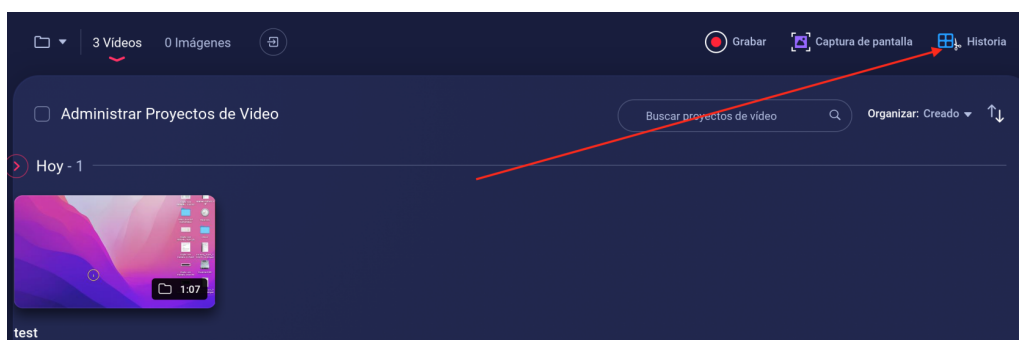 3 Vídeos 0 Imágenes Grabar Captura de pantalla Historia
Administrar Proyectos de Video Buscar proyectos de vídeo Organizar: Creado
Hoy - 1
1:07
test